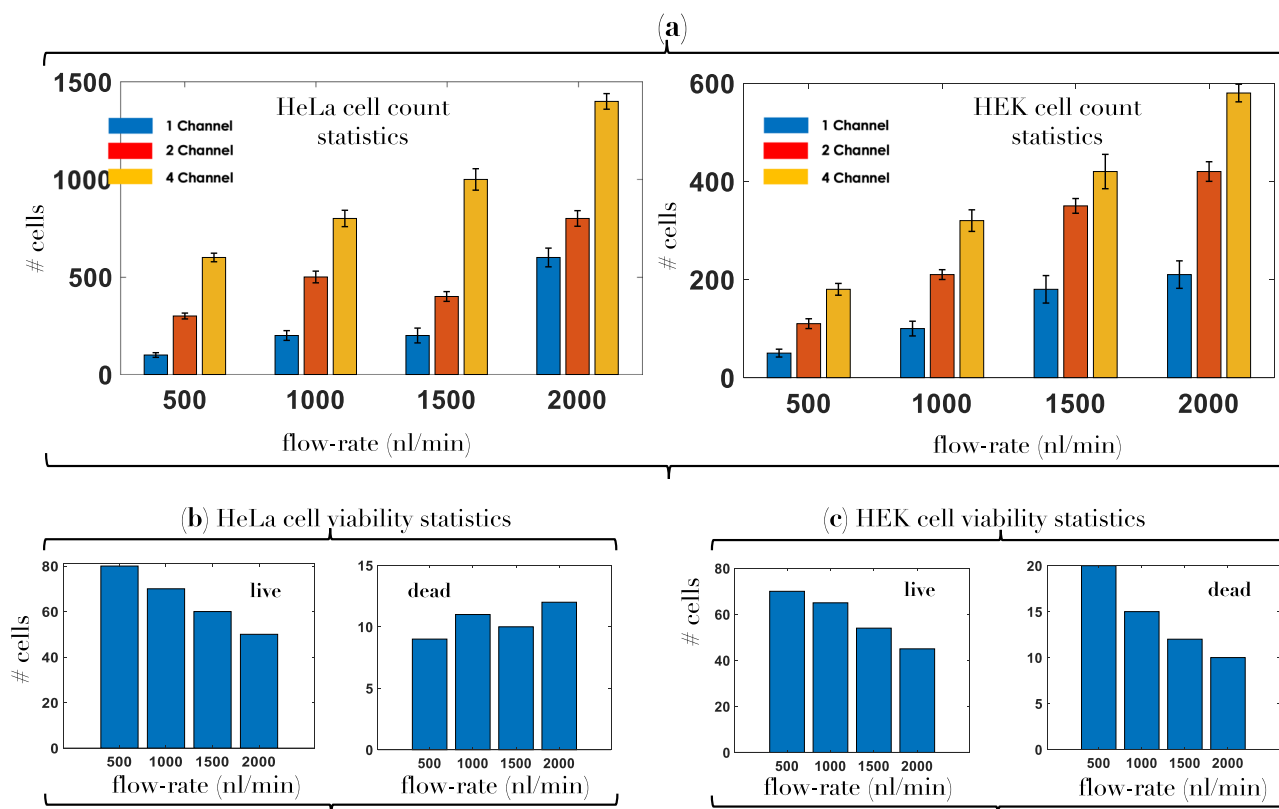 (a)
HeLa cell count
statistics
1 Channel
2 Channel
4 Channel
# cells
1500
1000
500
0
500 1000 1500 2000
flow-rate (nl/min)
HEK cell count
statistics
1 Channel
2 Channel
4 Channel
# cells
600
400
200
0
500 1000 1500 2000
flow-rate (nl/min)
(b) HeLa cell viability statistics
live
# cells
80
60
40
20
0
500 1000 1500 2000
flow-rate (nl/min)
dead
15
10
5
0
500 1000 1500 2000
flow-rate (nl/min)
(c) HEK cell viability statistics
live
# cells
80
60
40
20
0
500 1000 1500 2000
flow-rate (nl/min)
dead
20
15
10
5
0
500 1000 1500 2000
flow-rate (nl/min)